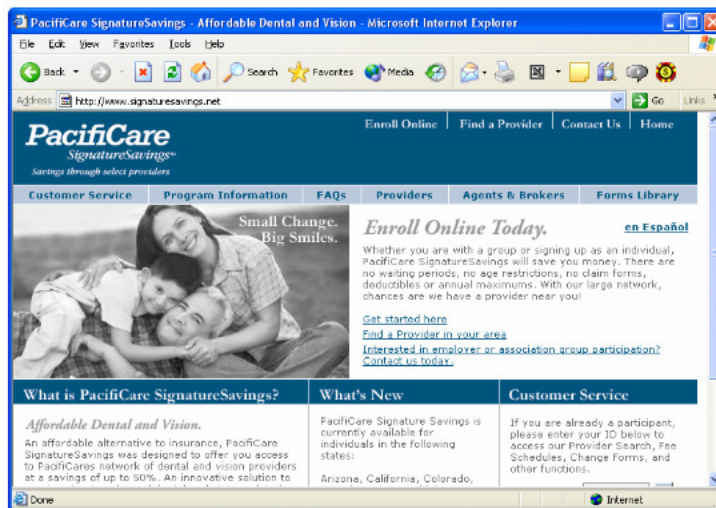 PacifiCare SignatureSavings - Affordable Dental and Vision - Microsoft Internet Explorer
File Edit View Favorites Tools Help
Back Search Favorites Media
Address http://www.signaturesavings.net Go Links
Enroll Online Find a Provider Contact Us Home
PacifiCare
SignatureSavings
Savings through select providers
Customer Service Program Information FAQs Providers Agents & Brokers Forms Library
Small Change.
Big Smiles.
Enroll Online Today. en Español
Whether you are with a group or signing up as an individual,
PacifiCare SignatureSavings will save you money. There are
no waiting periods, no age restrictions, no claim forms,
deductibles or annual maximums. With our large network,
chances are we have a provider near you!
Get started here
Find a Provider in your area
Interested in employer or association group participation?
Contact us today.
What is PacifiCare SignatureSavings?
Affordable Dental and Vision.
An affordable alternative to insurance, PacifiCare
SignatureSavings was designed to offer you access
to PacifiCares network of dental and vision providers
at a savings of up to 50%. An innovative solution to
What's New
PacifiCare Signature Savings is
currently available for
individuals in the following
states:
Arizona, California, Colorado,
Customer Service
If you are already a participant,
please enter your ID below to
access our Provider Search, Fee
Schedules, Change Forms, and
other functions.
Done Internet